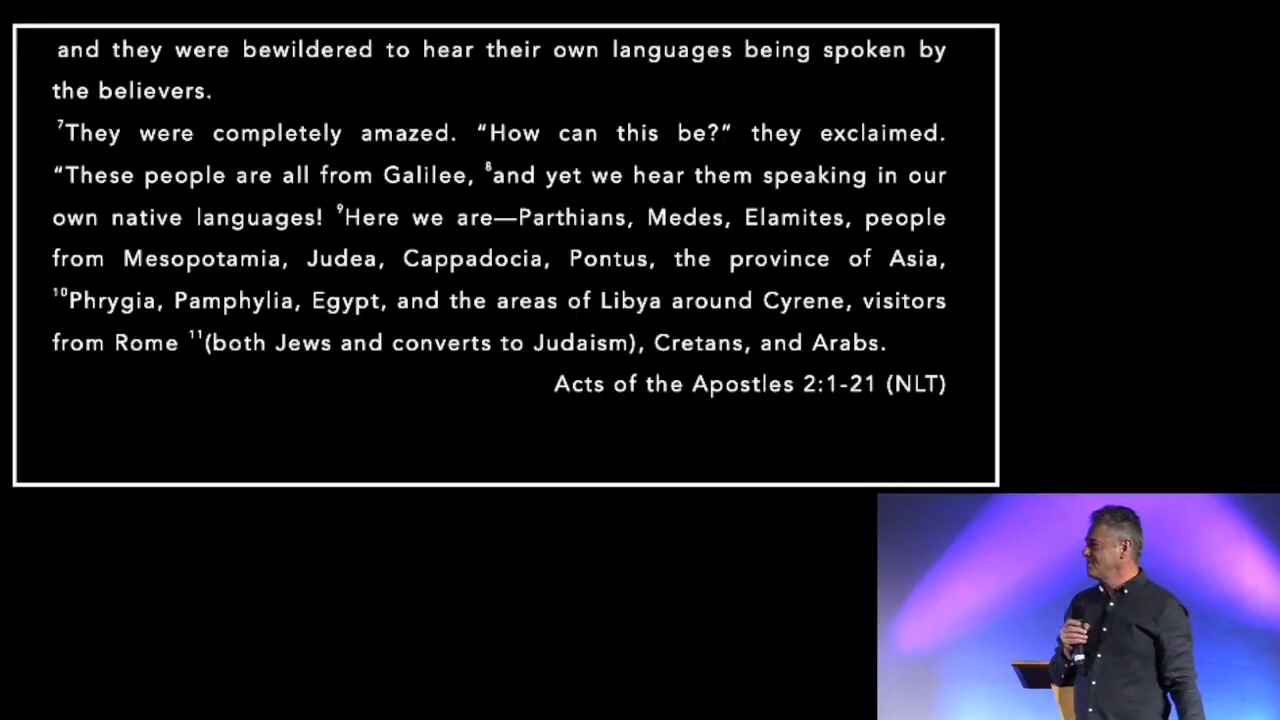 and they were bewildered to hear their own languages being spoken by
the believers.
⁷They were completely amazed. “How can this be?” they exclaimed.
“These people are all from Galilee, ⁸and yet we hear them speaking in our
own native languages! ⁹Here we are—Parthians, Medes, Elamites, people
from Mesopotamia, Judea, Cappadocia, Pontus, the province of Asia,
¹⁰Phrygia, Pamphylia, Egypt, and the areas of Libya around Cyrene, visitors
from Rome ¹¹(both Jews and converts to Judaism), Cretans, and Arabs.
Acts of the Apostles 2:1-21 (NLT)